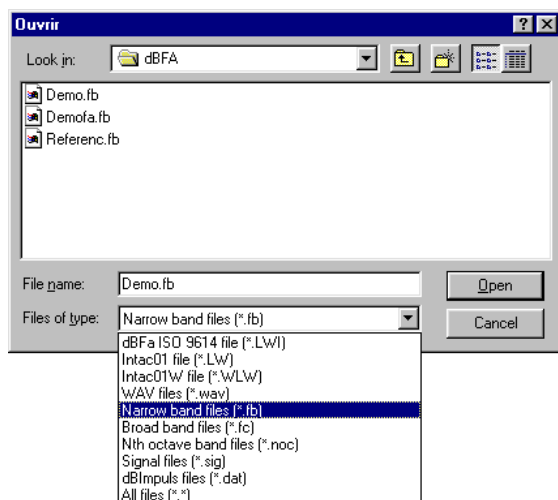 Ouvrir
Look in: dBFA
Demo.fb
Demofa.fb
Referenc.fb
File name: Demo.fb Open
Files of type: Narrow band files (*.fb) Cancel
dBFa ISO 9614 file (*.LWI)
Intac01 file (*.LW)
Intac01W file (*.WLW)
WAV files (*.wav)
Narrow band files (*.fb)
Broad band files (*.fc)
Nth octave band files (*.noc)
Signal files (*.sig)
dBImpuls files (*.dat)
All files (*.*)